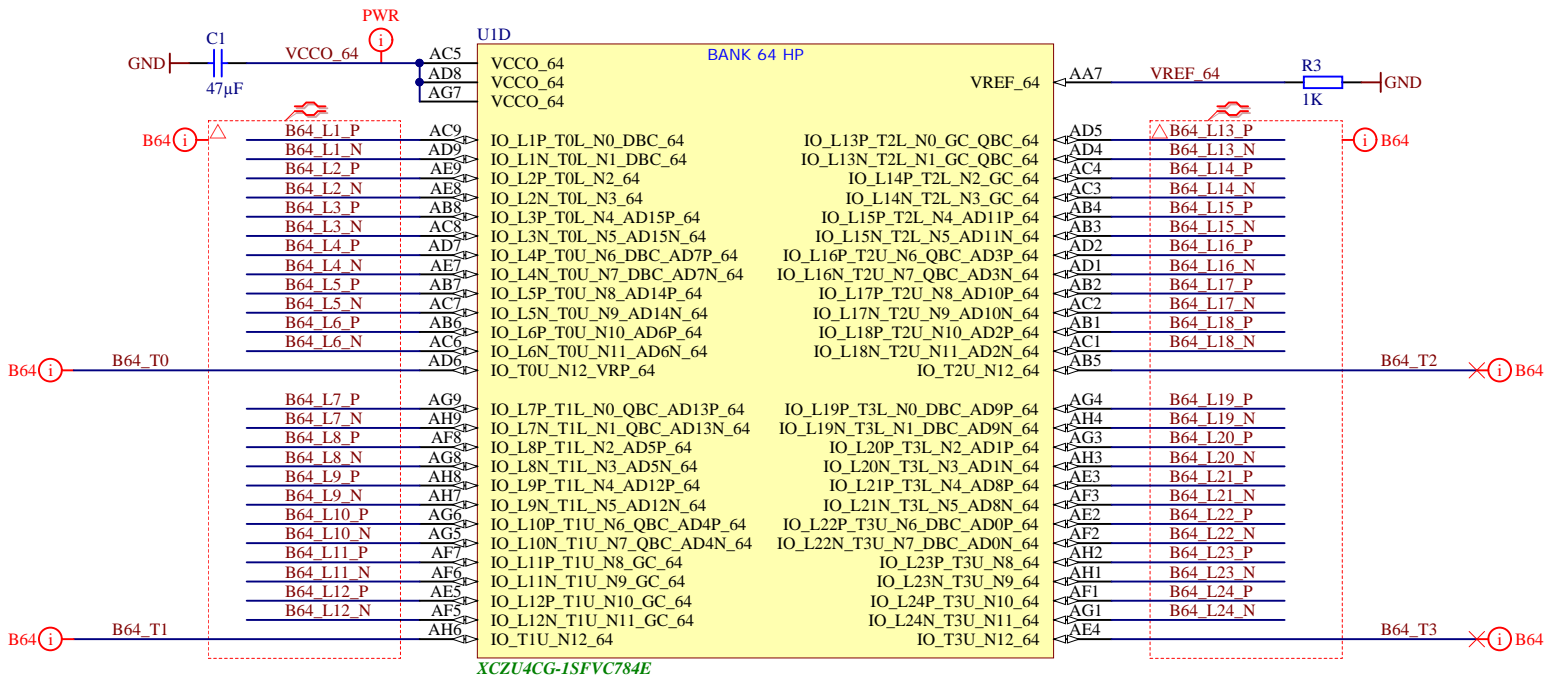 PWR
i
U1D
BANK 64 HP
C1
GND
VCCO_64
AC5
VCCO_64
47µF
AD8
VCCO_64
AG7
VCCO_64
VREF_64
AA7
VREF_64
R3
1K
GND
B64 i
B64_L1_P AC9 IO_L1P_T0L_N0_DBC_64 IO_L13P_T2L_N0_GC_QBC_64 AD5 B64_L13_P
i B64
B64_L1_N AD9 IO_L1N_T0L_N1_DBC_64 IO_L13N_T2L_N1_GC_QBC_64 AD4 B64_L13_N
B64_L2_P AE9 IO_L2P_T0L_N2_64 IO_L14P_T2L_N2_GC_64 AC4 B64_L14_P
B64_L2_N AE8 IO_L2N_T0L_N3_64 IO_L14N_T2L_N3_GC_64 AC3 B64_L14_N
B64_L3_P AB8 IO_L3P_T0L_N4_AD15P_64 IO_L15P_T2L_N4_AD11P_64 AB4 B64_L15_P
B64_L3_N AC8 IO_L3N_T0L_N5_AD15N_64 IO_L15N_T2L_N5_AD11N_64 AB3 B64_L15_N
B64_L4_P AD7 IO_L4P_T0U_N6_DBC_AD7P_64 IO_L16P_T2U_N6_QBC_AD3P_64 AD2 B64_L16_P
B64_L4_N AE7 IO_L4N_T0U_N7_DBC_AD7N_64 IO_L16N_T2U_N7_QBC_AD3N_64 AD1 B64_L16_N
B64_L5_P AB7 IO_L5P_T0U_N8_AD14P_64 IO_L17P_T2U_N8_AD10P_64 AB2 B64_L17_P
B64_L5_N AC7 IO_L5N_T0U_N9_AD14N_64 IO_L17N_T2U_N9_AD10N_64 AC2 B64_L17_N
B64_L6_P AB6 IO_L6P_T0U_N10_AD6P_64 IO_L18P_T2U_N10_AD2P_64 AB1 B64_L18_P
B64_L6_N AC6 IO_L6N_T0U_N11_AD6N_64 IO_L18N_T2U_N11_AD2N_64 AC1 B64_L18_N
B64 i B64_T0 AD6 IO_T0U_N12_VRP_64 IO_T2U_N12_64 AB5 B64_T2 i B64
B64_L7_P AG9 IO_L7P_T1L_N0_QBC_AD13P_64 IO_L19P_T3L_N0_DBC_AD9P_64 AG4 B64_L19_P
B64_L7_N AH9 IO_L7N_T1L_N1_QBC_AD13N_64 IO_L19N_T3L_N1_DBC_AD9N_64 AH4 B64_L19_N
B64_L8_P AF8 IO_L8P_T1L_N2_AD5P_64 IO_L20P_T3L_N2_AD1P_64 AG3 B64_L20_P
B64_L8_N AG8 IO_L8N_T1L_N3_AD5N_64 IO_L20N_T3L_N3_AD1N_64 AH3 B64_L20_N
B64_L9_P AH8 IO_L9P_T1L_N4_AD12P_64 IO_L21P_T3L_N4_AD8P_64 AE3 B64_L21_P
B64_L9_N AH7 IO_L9N_T1L_N5_AD12N_64 IO_L21N_T3L_N5_AD8N_64 AF3 B64_L21_N
B64_L10_P AG6 IO_L10P_T1U_N6_QBC_AD4P_64 IO_L22P_T3U_N6_DBC_AD0P_64 AE2 B64_L22_P
B64_L10_N AG5 IO_L10N_T1U_N7_QBC_AD4N_64 IO_L22N_T3U_N7_DBC_AD0N_64 AF2 B64_L22_N
B64_L11_P AF7 IO_L11P_T1U_N8_GC_64 IO_L23P_T3U_N8_64 AH2 B64_L23_P
B64_L11_N AF6 IO_L11N_T1U_N9_GC_64 IO_L23N_T3U_N9_64 AH1 B64_L23_N
B64_L12_P AE5 IO_L12P_T1U_N10_GC_64 IO_L24P_T3U_N10_64 AF1 B64_L24_P
B64_L12_N AF5 IO_L12N_T1U_N11_GC_64 IO_L24N_T3U_N11_64 AG1 B64_L24_N
B64 i B64_T1 AH6 IO_T1U_N12_64 IO_T3U_N12_64 AE4 B64_T3 i B64
XCZU4CG-1SFVC784E